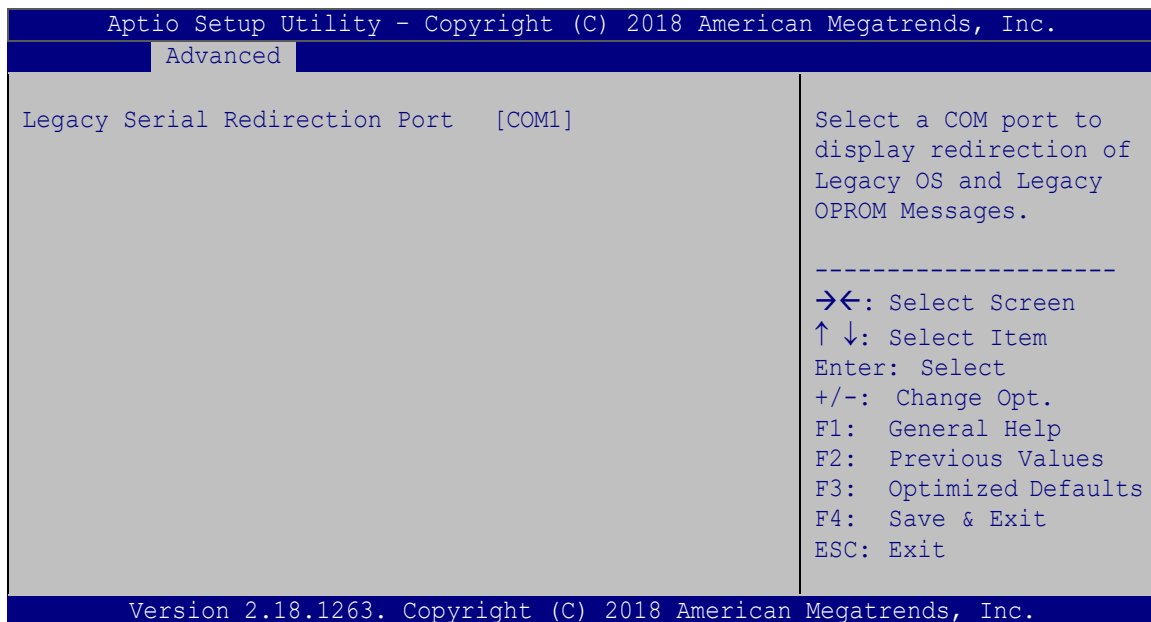 Aptio Setup Utility – Copyright (C) 2018 American Megatrends, Inc.
Advanced
Legacy Serial Redirection Port [COM1]
Select a COM port to
display redirection of
Legacy OS and Legacy
OPROM Messages.
---------------------
→←: Select Screen
↑ ↓: Select Item
Enter: Select
+/-: Change Opt.
F1: General Help
F2: Previous Values
F3: Optimized Defaults
F4: Save & Exit
ESC: Exit
Version 2.18.1263. Copyright (C) 2018 American Megatrends, Inc.